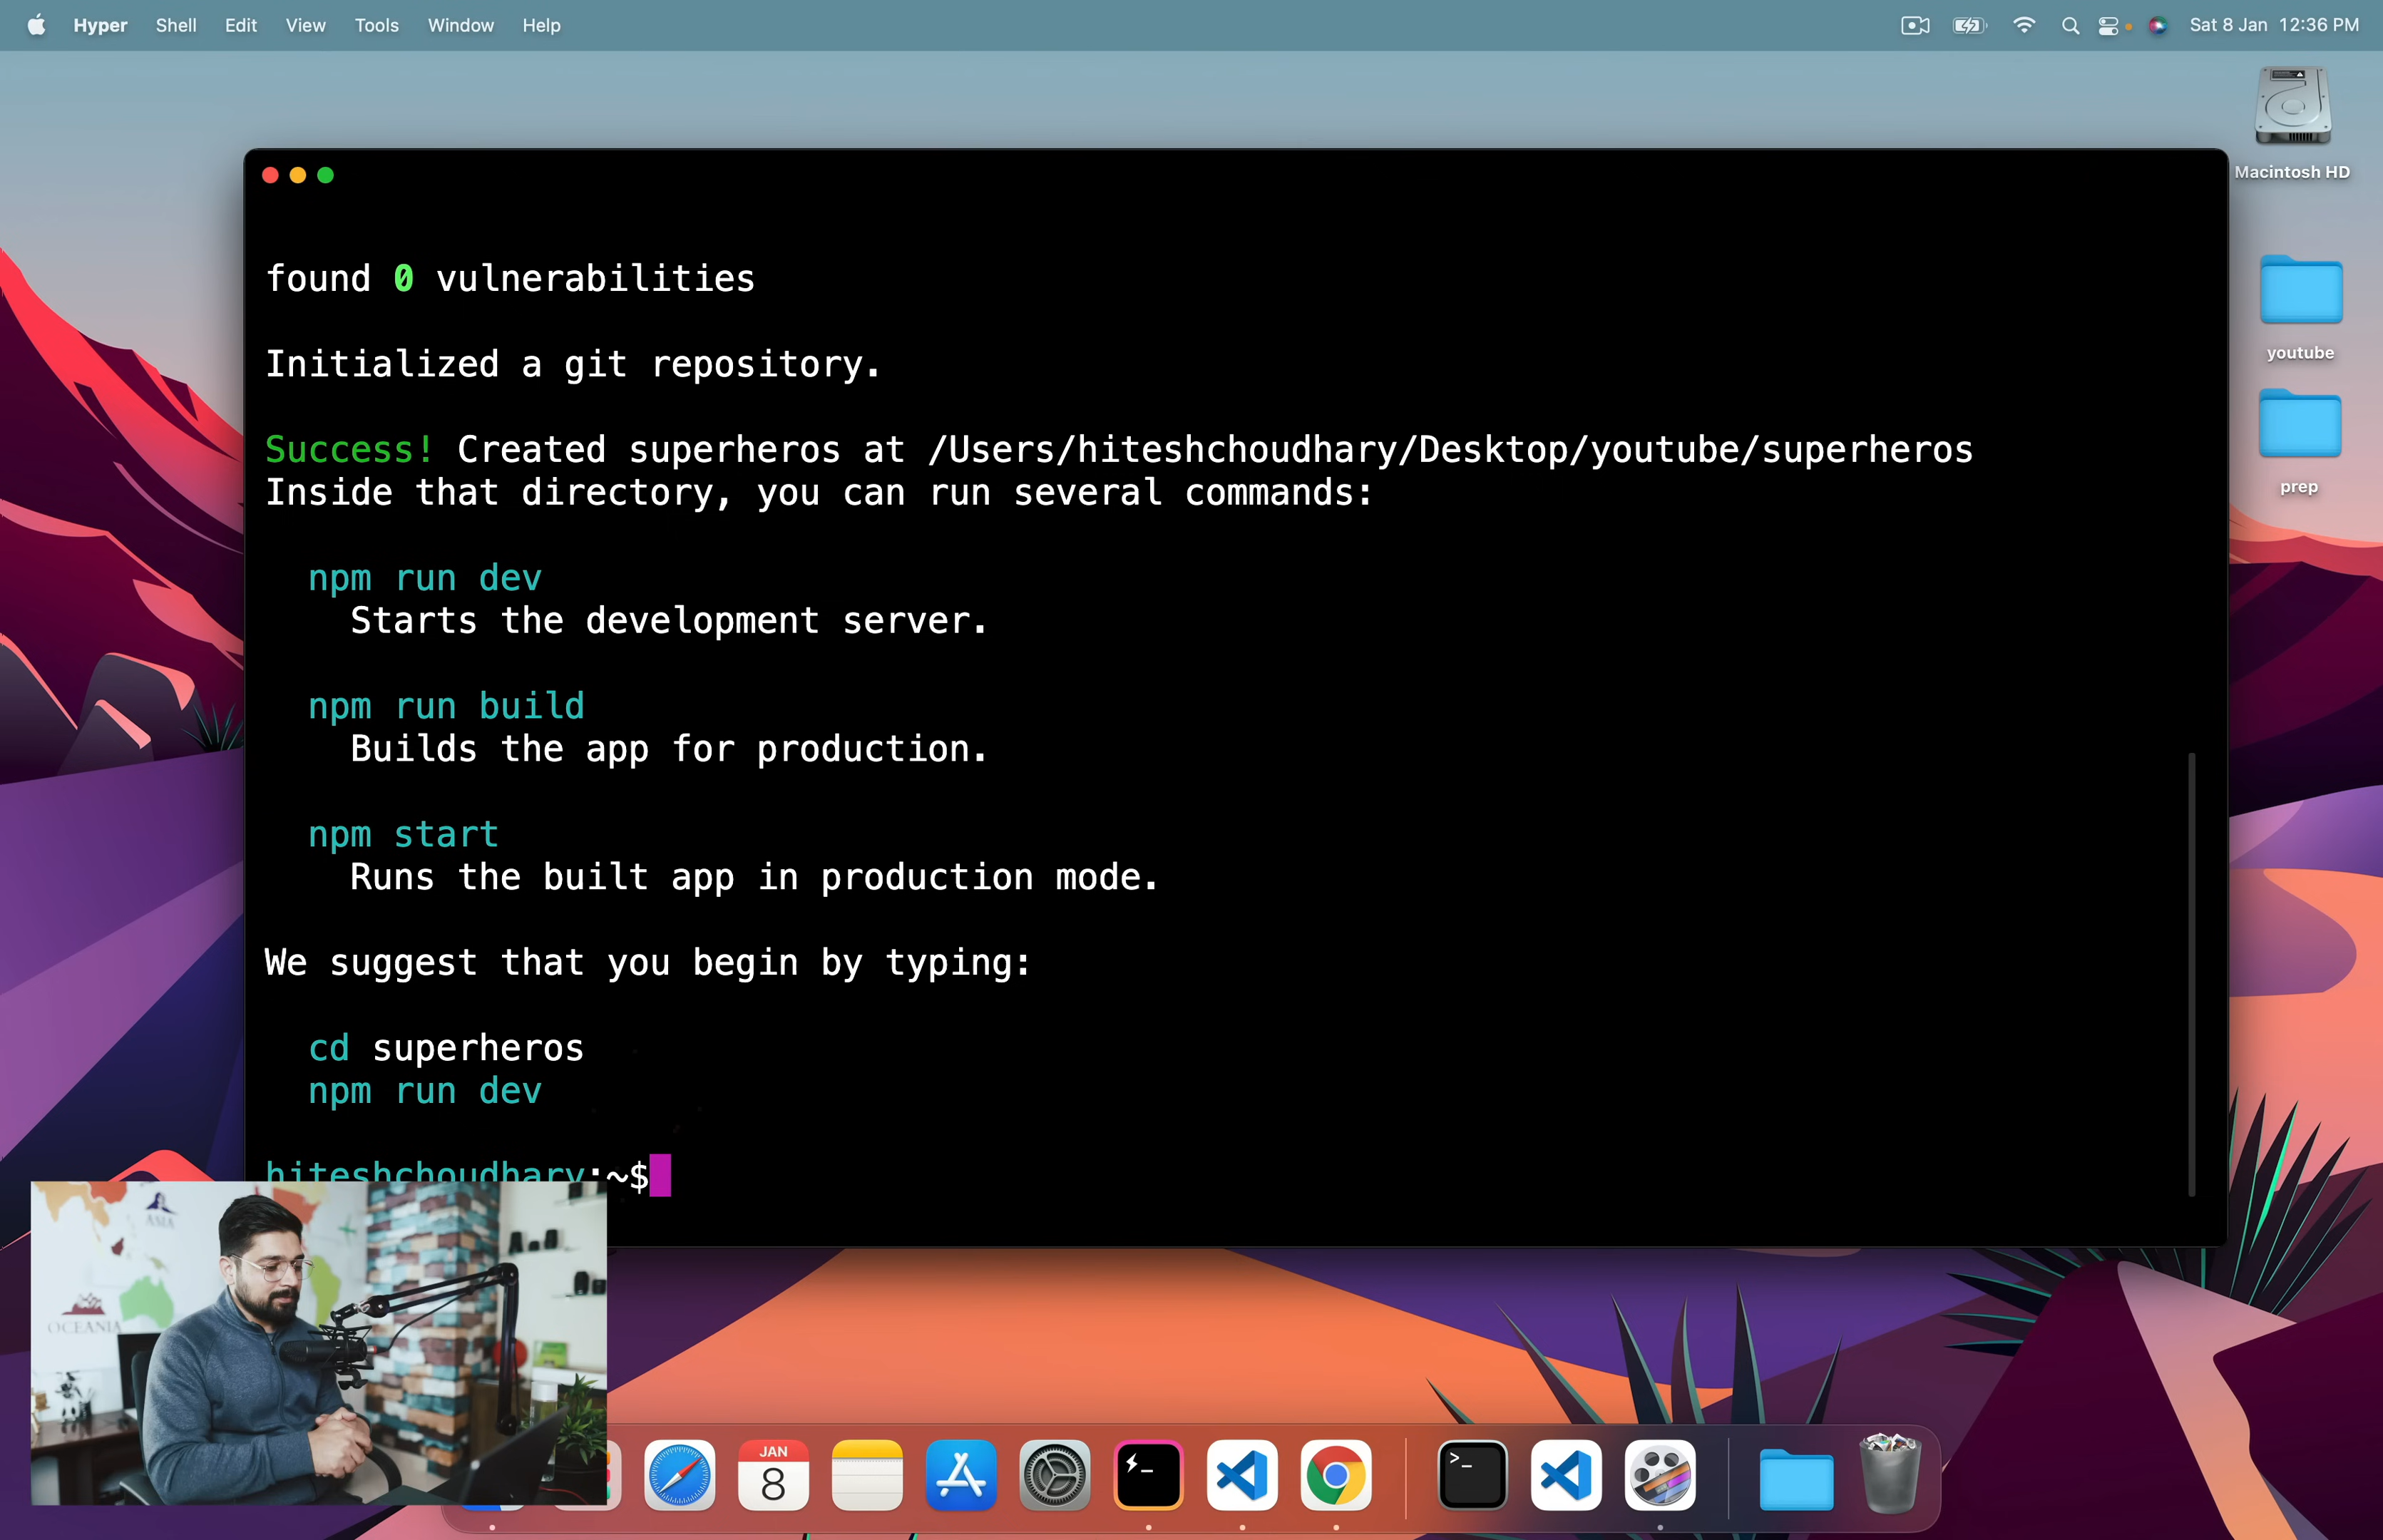 Hyper Shell Edit View Tools Window Help
Sat 8 Jan 12:36 PM
Macintosh HD
youtube
prep
found 0 vulnerabilities
Initialized a git repository.
Success! Created superheros at /Users/hiteshchoudhary/Desktop/youtube/superheros
Inside that directory, you can run several commands:
npm run dev
Starts the development server.
npm run build
Builds the app for production.
npm start
Runs the built app in production mode.
We suggest that you begin by typing:
cd superheros
npm run dev
hiteshchoudhary:~$
ASIA
OCEANIA
JAN
8
>_